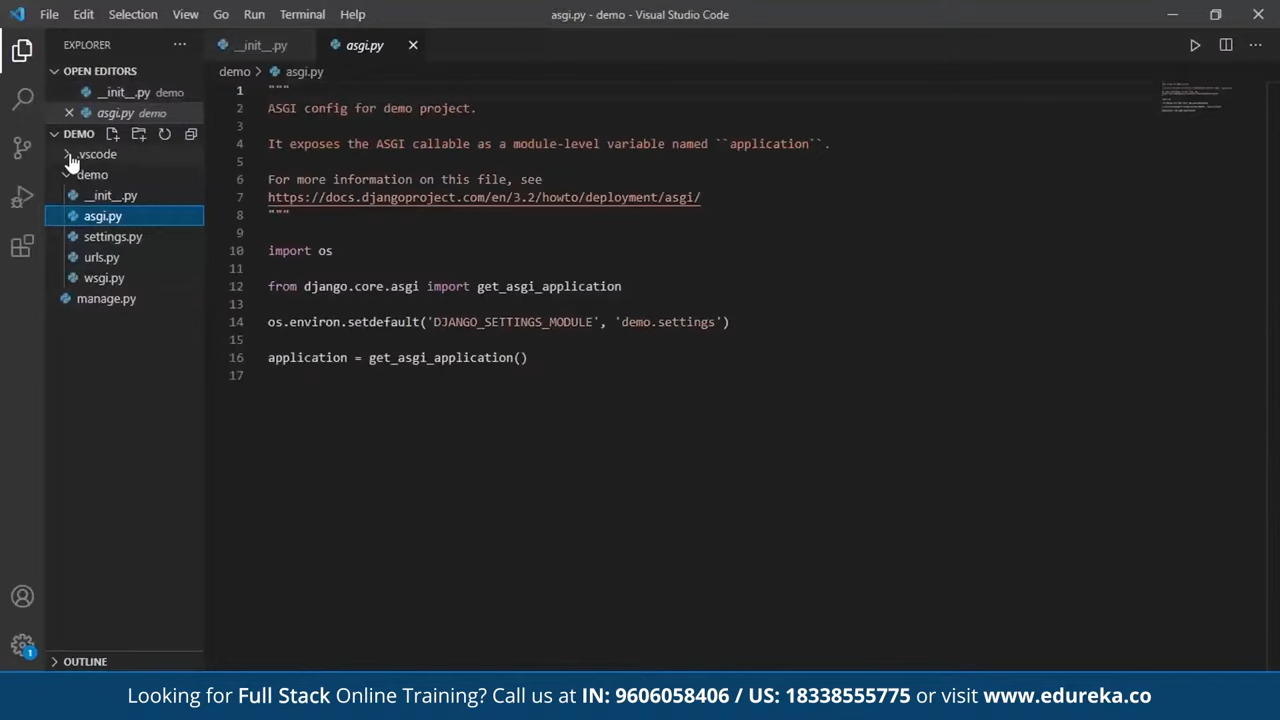 File Edit Selection View Go Run Terminal Help
asgi.py - demo - Visual Studio Code
EXPLORER
OPEN EDITORS
__init__.py demo
asgi.py demo
DEMO
.vscode
demo
__init__.py
asgi.py
settings.py
urls.py
wsgi.py
manage.py
OUTLINE
1
__init__.py asgi.py
demo > asgi.py
1 """
2 ASGI config for demo project.
3
4 It exposes the ASGI callable as a module-level variable named ``application``.
5
6 For more information on this file, see
7 https://docs.djangoproject.com/en/3.2/howto/deployment/asgi/
8 """
9
10 import os
11
12 from django.core.asgi import get_asgi_application
13
14 os.environ.setdefault('DJANGO_SETTINGS_MODULE', 'demo.settings')
15
16 application = get_asgi_application()
17
Looking for Full Stack Online Training? Call us at IN: 9606058406 / US: 18338555775 or visit www.edureka.co